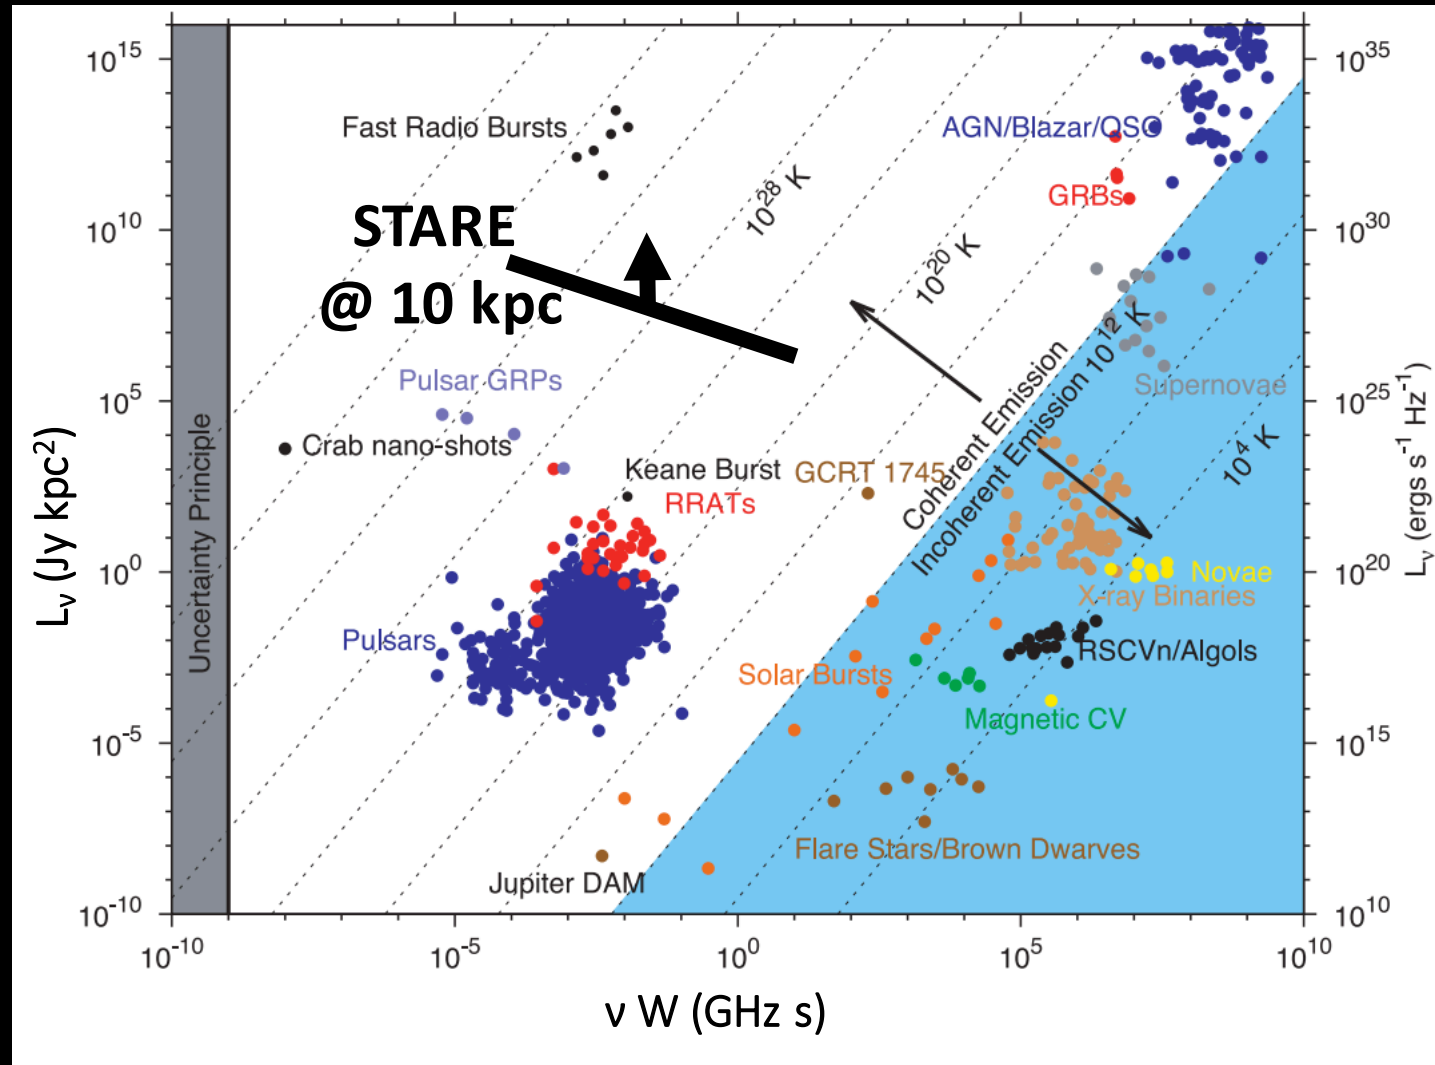 10¹⁵
10¹⁰
10⁵
10⁰
10⁻⁵
10⁻¹⁰
Lν (Jy kpc²)
10³⁵
10³⁰
10²⁵
10²⁰
10¹⁵
10¹⁰
Lν (ergs s⁻¹ Hz⁻¹)
Uncertainty Principle
Fast Radio Bursts
AGN/Blazar/QSO
GRBs
10²⁸ K
10²⁰ K
STARE
@ 10 kpc
Pulsar GRPs
Crab nano-shots
Keane Burst
GCRT 1745
RRATs
Coherent Emission
Incoherent Emission 10¹² K
Supernovae
10⁴ K
Novae
X-ray Binaries
Pulsars
RSCVn/Algols
Solar Bursts
Magnetic CV
Flare Stars/Brown Dwarves
Jupiter DAM
10⁻¹⁰
10⁻⁵
10⁰
10⁵
10¹⁰
ν W (GHz s)